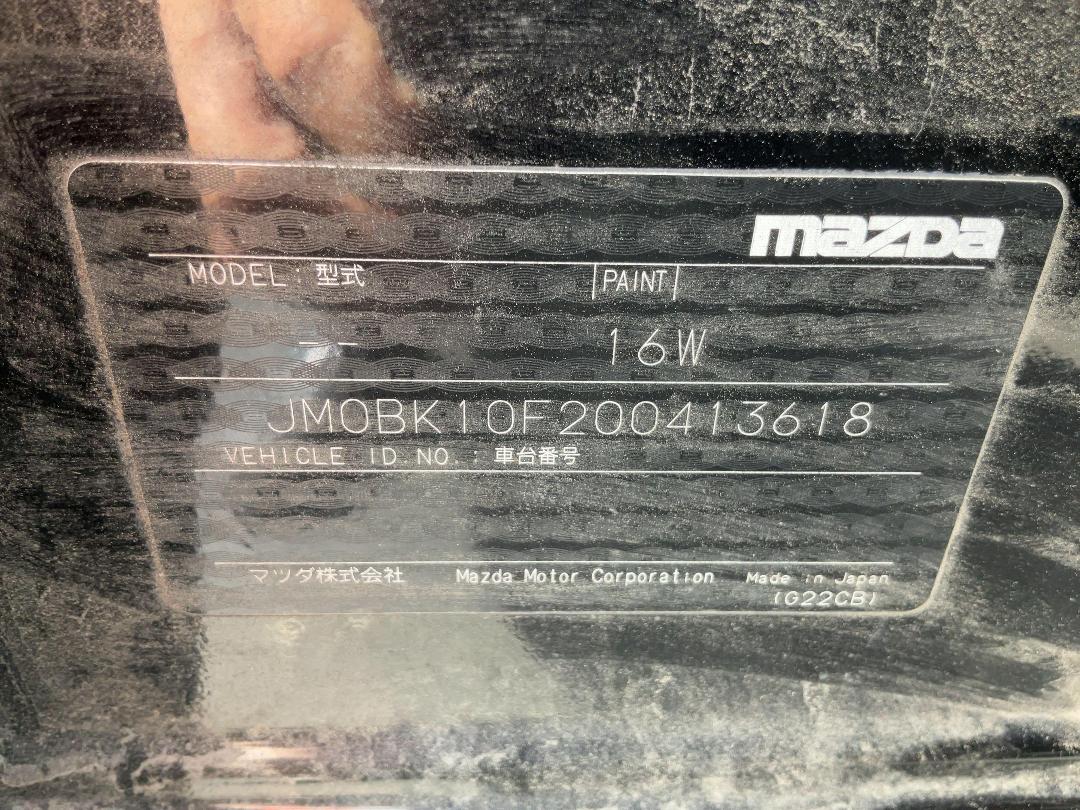 mazda
MODEL : 型式 PAINT
— — 16W
JM0BK10F200413618
VEHICLE ID NO. : 車台番号
マツダ株式会社 Mazda Motor Corporation Made in Japan
(G22CB)